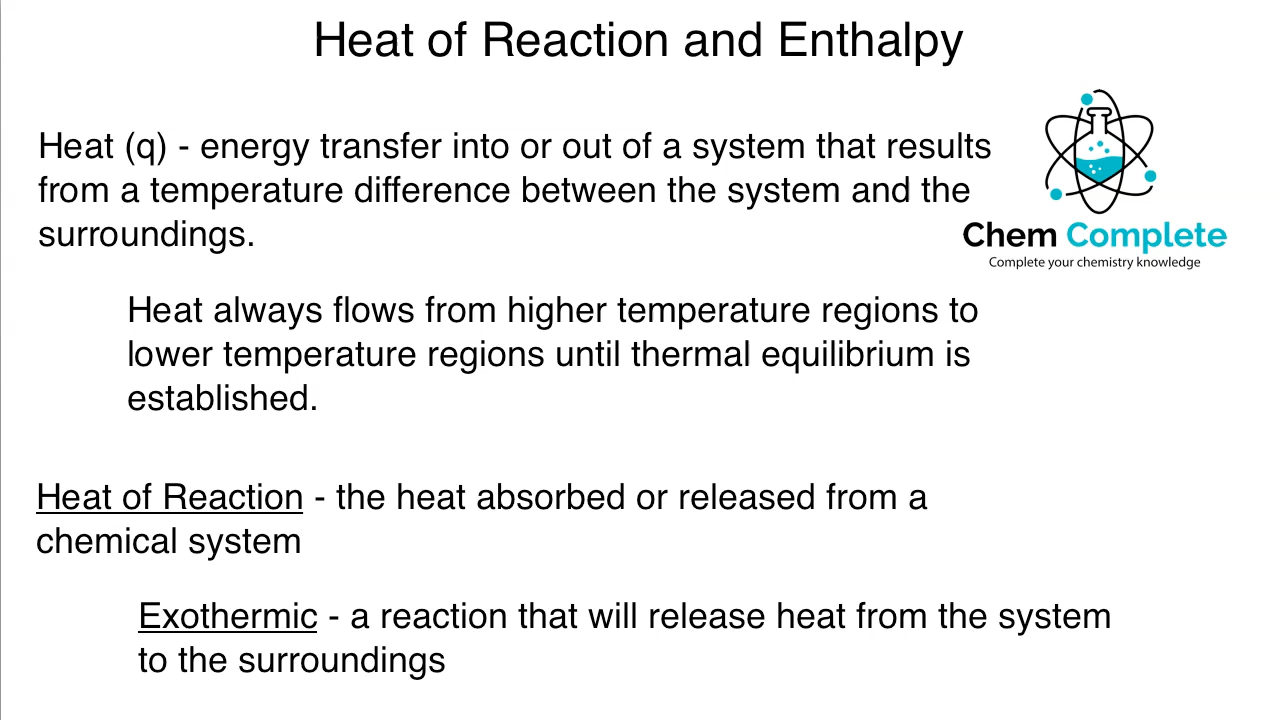 Heat of Reaction and Enthalpy
Heat (q) - energy transfer into or out of a system that results
from a temperature difference between the system and the
surroundings.
Chem Complete
Complete your chemistry knowledge
Heat always flows from higher temperature regions to
lower temperature regions until thermal equilibrium is
established.
Heat of Reaction - the heat absorbed or released from a
chemical system
Exothermic - a reaction that will release heat from the system
to the surroundings